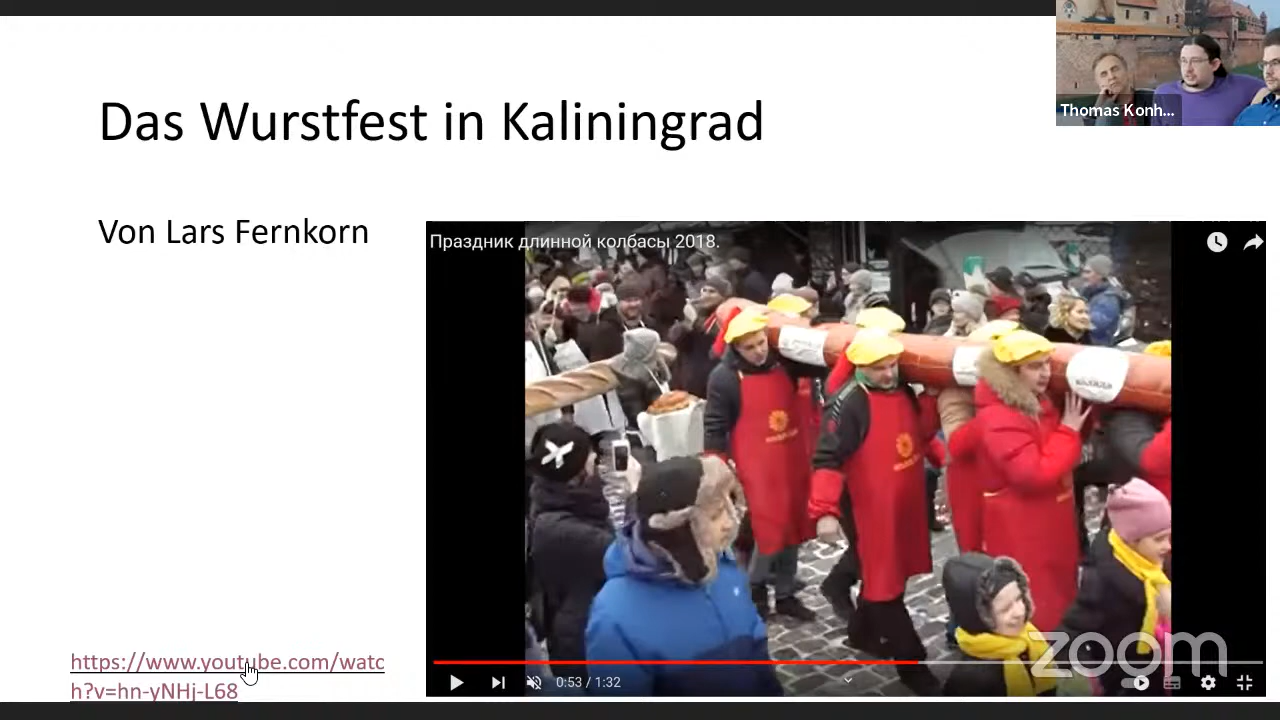 Das Wurstfest in Kaliningrad
Thomas Konh...
Von Lars Fernkorn
Праздник длинной колбасы 2018.
0:53 / 1:32
zoom
https://www.youtube.com/watc
h?v=hn-yNHj-L68